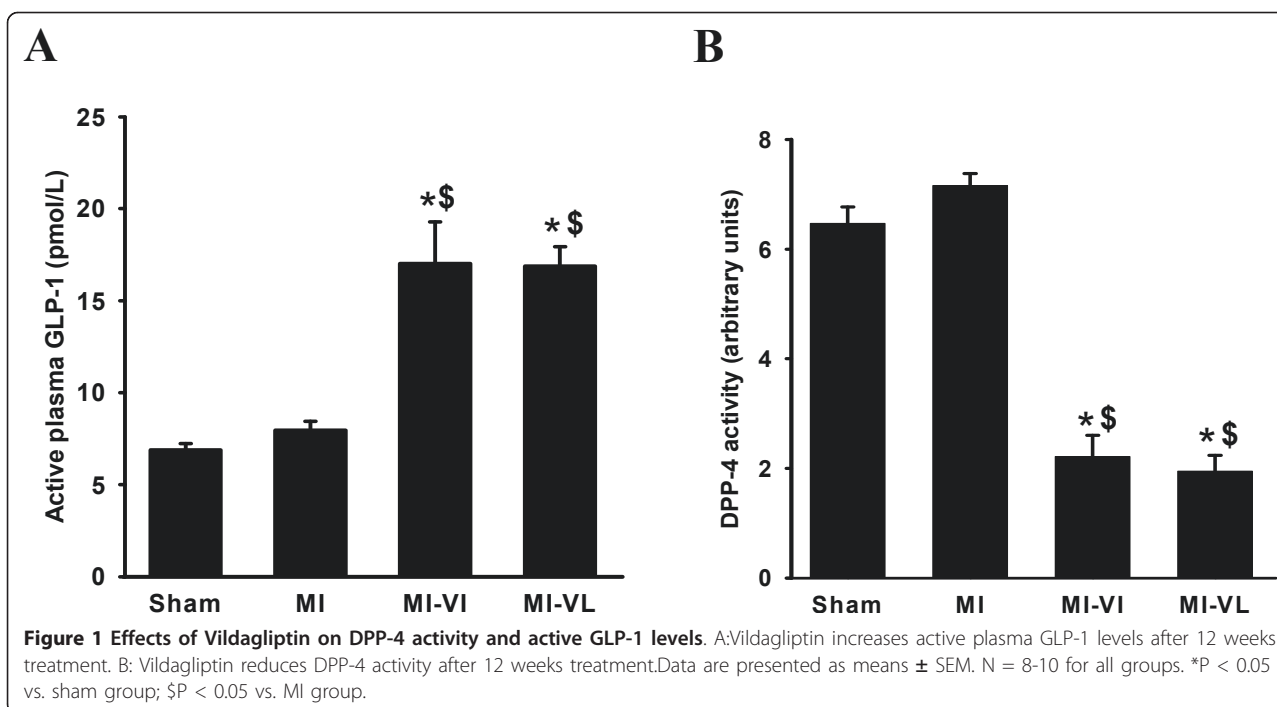 A
B
Active plasma GLP-1 (pmol/L)
25
20
15
10
5
0
*$
*$
Sham MI MI-VI MI-VL
DPP-4 activity (arbitrary units)
8
6
4
2
0
*$
*$
Sham MI MI-VI MI-VL
Figure 1 Effects of Vildagliptin on DPP-4 activity and active GLP-1 levels. A:Vildagliptin increases active plasma GLP-1 levels after 12 weeks
treatment. B: Vildagliptin reduces DPP-4 activity after 12 weeks treatment.Data are presented as means ± SEM. N = 8-10 for all groups. *P < 0.05
vs. sham group; $P < 0.05 vs. MI group.